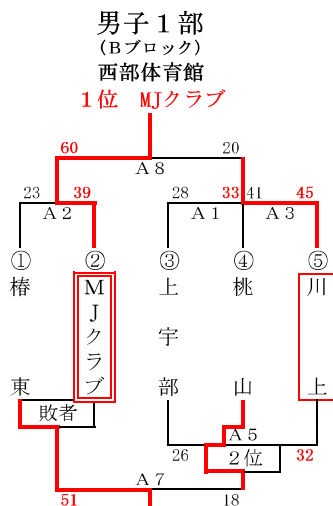 男子１部
（Ｂブロック）
西部体育館
１位　MJクラブ
60 20
Ａ８
23 39 28 33 41 45
Ａ２ Ａ１ Ａ３
① ② ③ ④ ⑤
椿東
ＭＪクラブ
上宇部
桃山
川上
敗者
Ａ５
26 ２位 32
Ａ７
51 18